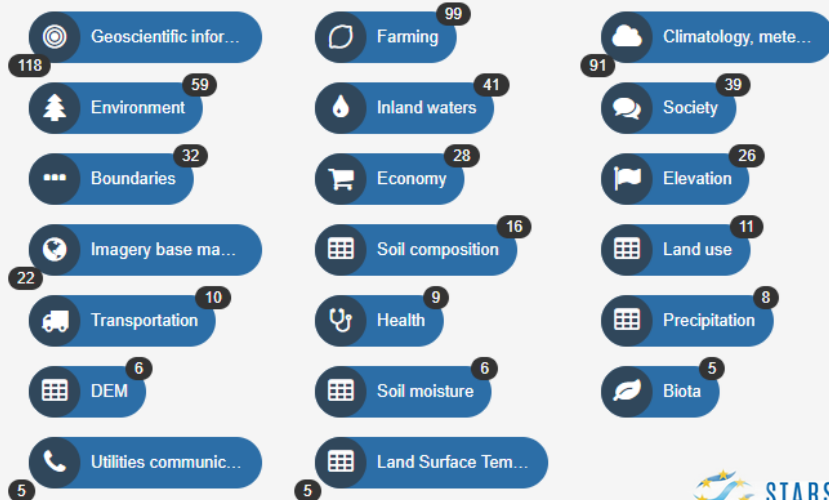 Geoscientific infor...
118
Farming
99
Climatology, mete...
91
Environment
59
Inland waters
41
Society
39
Boundaries
32
Economy
28
Elevation
26
Imagery base ma...
22
Soil composition
16
Land use
11
Transportation
10
Health
9
Precipitation
8
DEM
6
Soil moisture
6
Biota
5
Utilities communic...
5
Land Surface Tem...
5
STARS